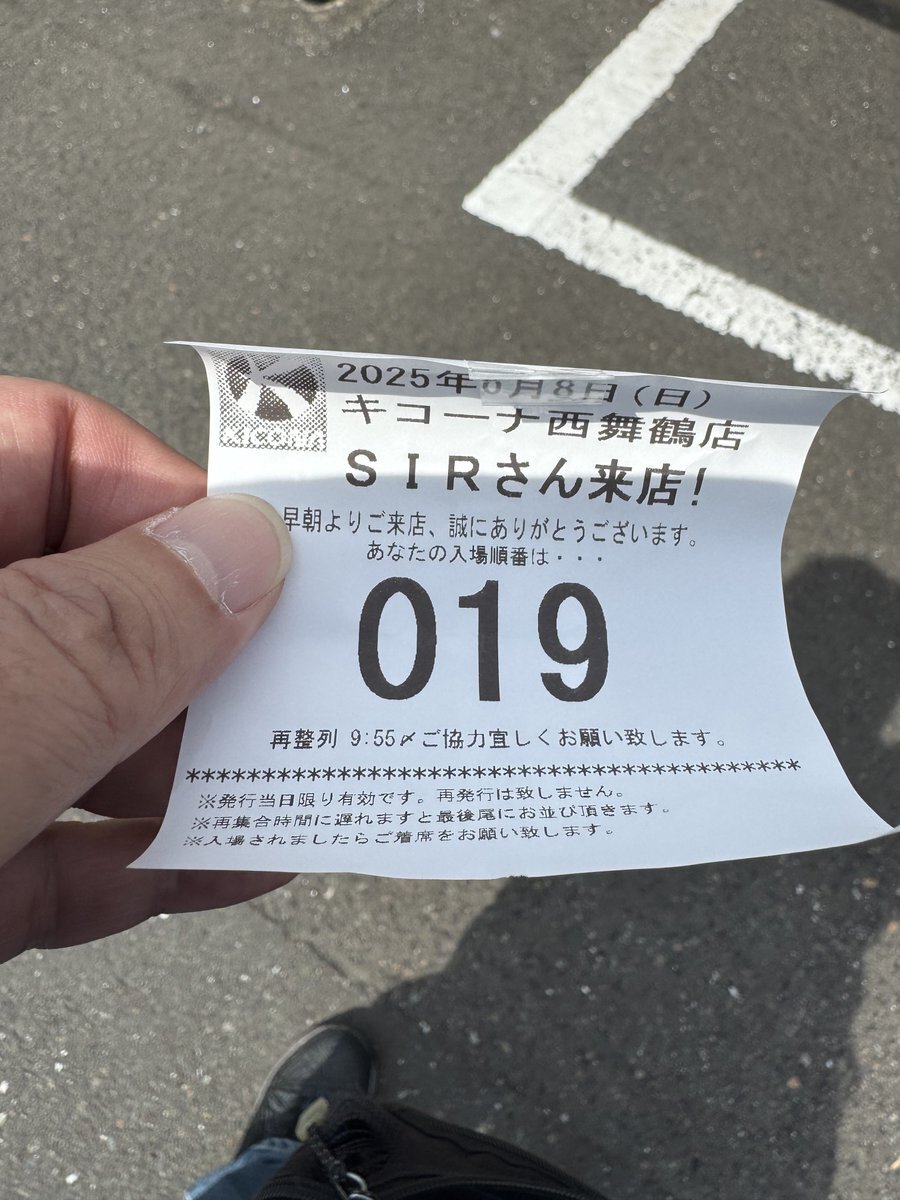 2025年6月8日(日)
キコーナ西舞鶴店
SIRさん来店!
早朝よりご来店、誠にありがとうございます。
あなたの入場順番は・・・
019
再整列 9:55〆ご協力宜しくお願い致します。
****************************************
※発行当日限り有効です。再発行は致しません。
※再集合時間に遅れますと最後尾にお並び頂きます。
※入場されましたらご着席をお願い致します。
KICONA